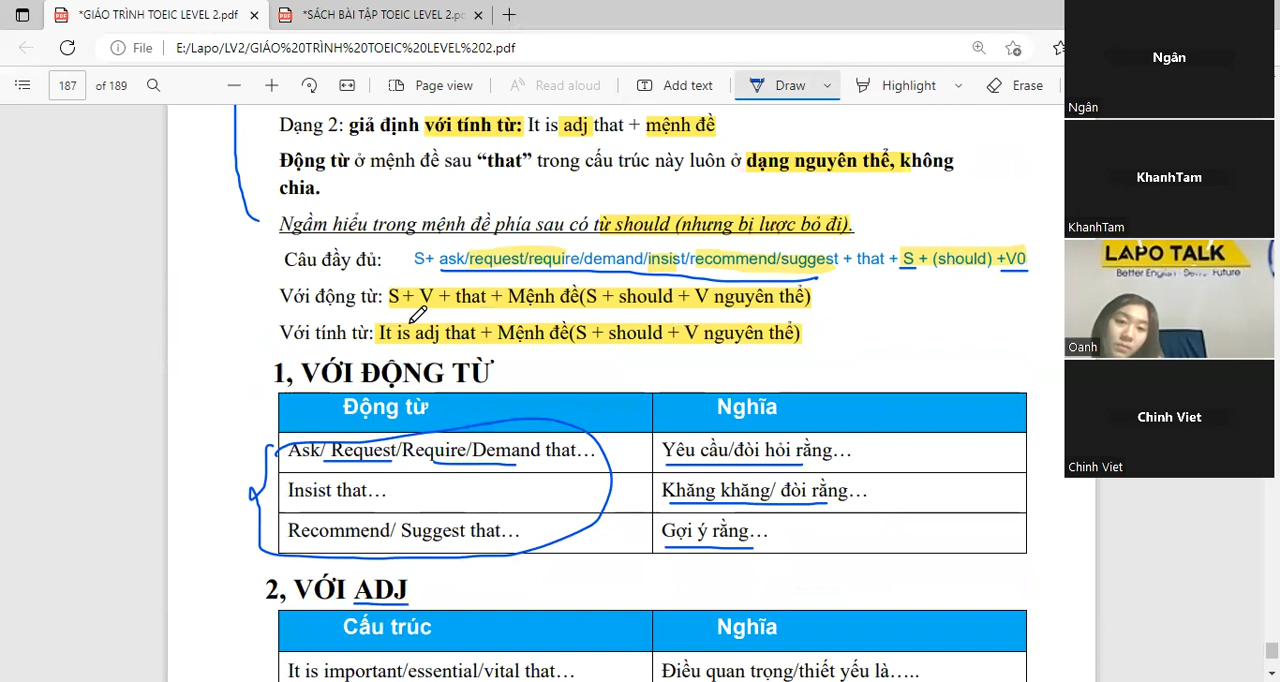 *GIÁO TRÌNH TOEIC LEVEL 2.pdf
*SÁCH BÀI TẬP TOEIC LEVEL 2.p
File
E:/Lapo/LV2/GIÁO%20TRÌNH%20TOEIC%20LEVEL%202.pdf
187 of 189
Page view
Read aloud
Add text
Draw
Highlight
Erase
Dạng 2: giả định với tính từ: It is adj that + mệnh đề
Động từ ở mệnh đề sau “that” trong cấu trúc này luôn ở dạng nguyên thể, không
chia.
Ngầm hiểu trong mệnh đề phía sau có từ should (nhưng bị lược bỏ đi).
Câu đầy đủ: S+ ask/request/require/demand/insist/recommend/suggest + that + S + (should) +V0
Với động từ: S + V + that + Mệnh đề(S + should + V nguyên thể)
Với tính từ: It is adj that + Mệnh đề(S + should + V nguyên thể)
1, VỚI ĐỘNG TỪ
Động từ Nghĩa
Ask/ Request/Require/Demand that… Yêu cầu/đòi hỏi rằng…
Insist that… Khăng khăng/ đòi rằng…
Recommend/ Suggest that… Gợi ý rằng…
2, VỚI ADJ
Cấu trúc Nghĩa
It is important/essential/vital that… Điều quan trọng/thiết yếu là…..
Ngân
Ngân
KhanhTam
KhanhTam
LAPO TALK
Oanh
Chinh Viet
Chinh Viet